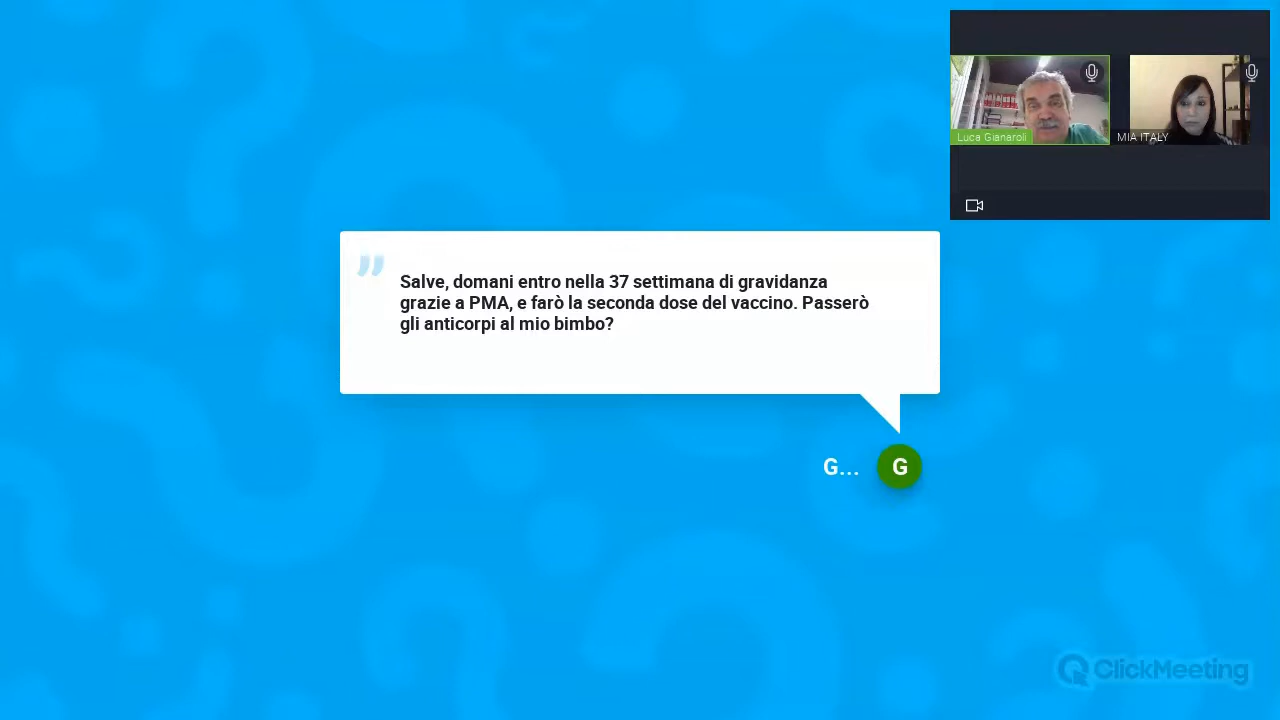 Luca Gianaroli
MIA ITALY
Salve, domani entro nella 37 settimana di gravidanza
grazie a PMA, e farò la seconda dose del vaccino. Passerò
gli anticorpi al mio bimbo?
G...
G
ClickMeeting